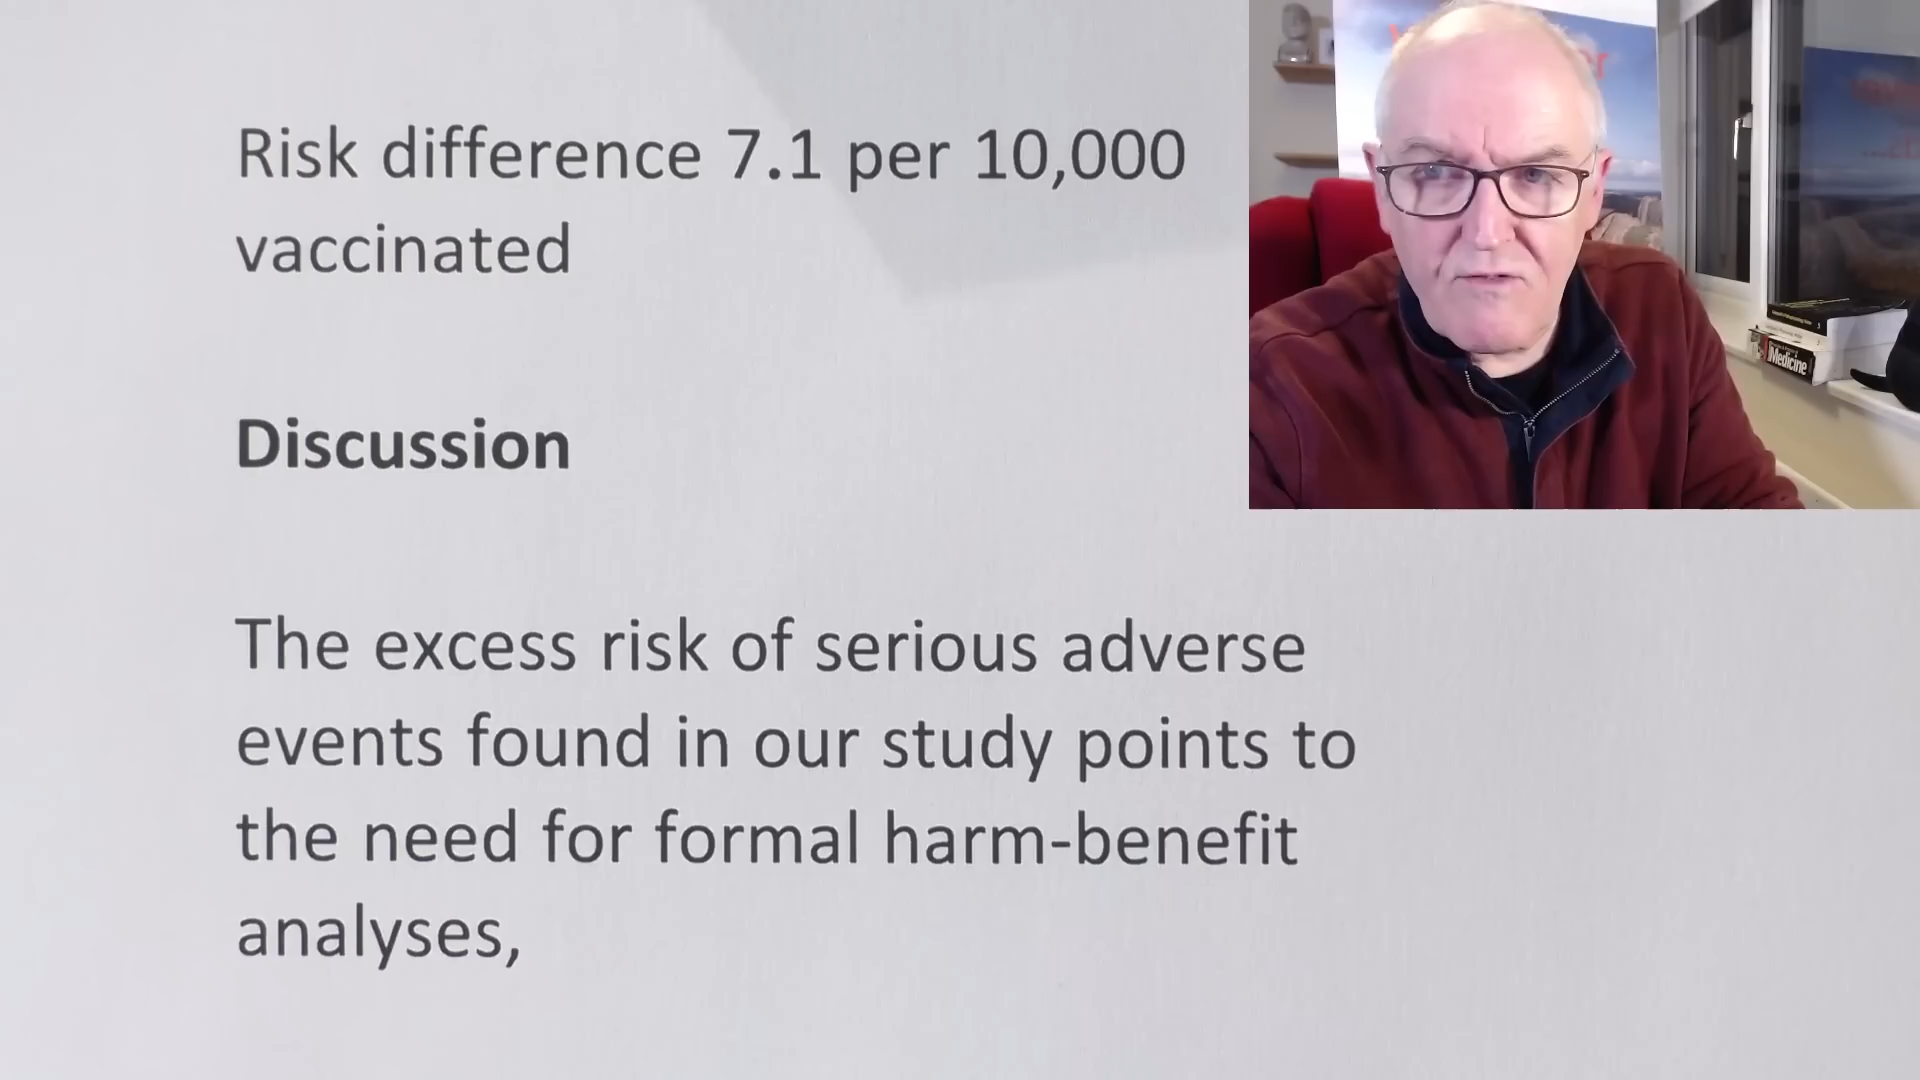 Risk difference 7.1 per 10,000
vaccinated
Discussion
The excess risk of serious adverse
events found in our study points to
the need for formal harm-benefit
analyses,
Medicine